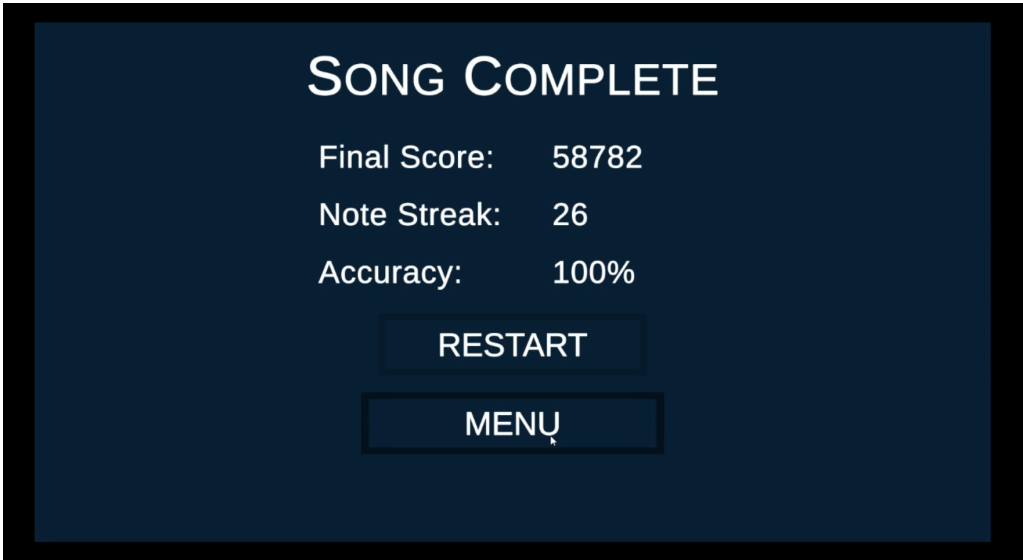 Song Complete
Final Score: 58782
Note Streak: 26
Accuracy: 100%
RESTART
MENU